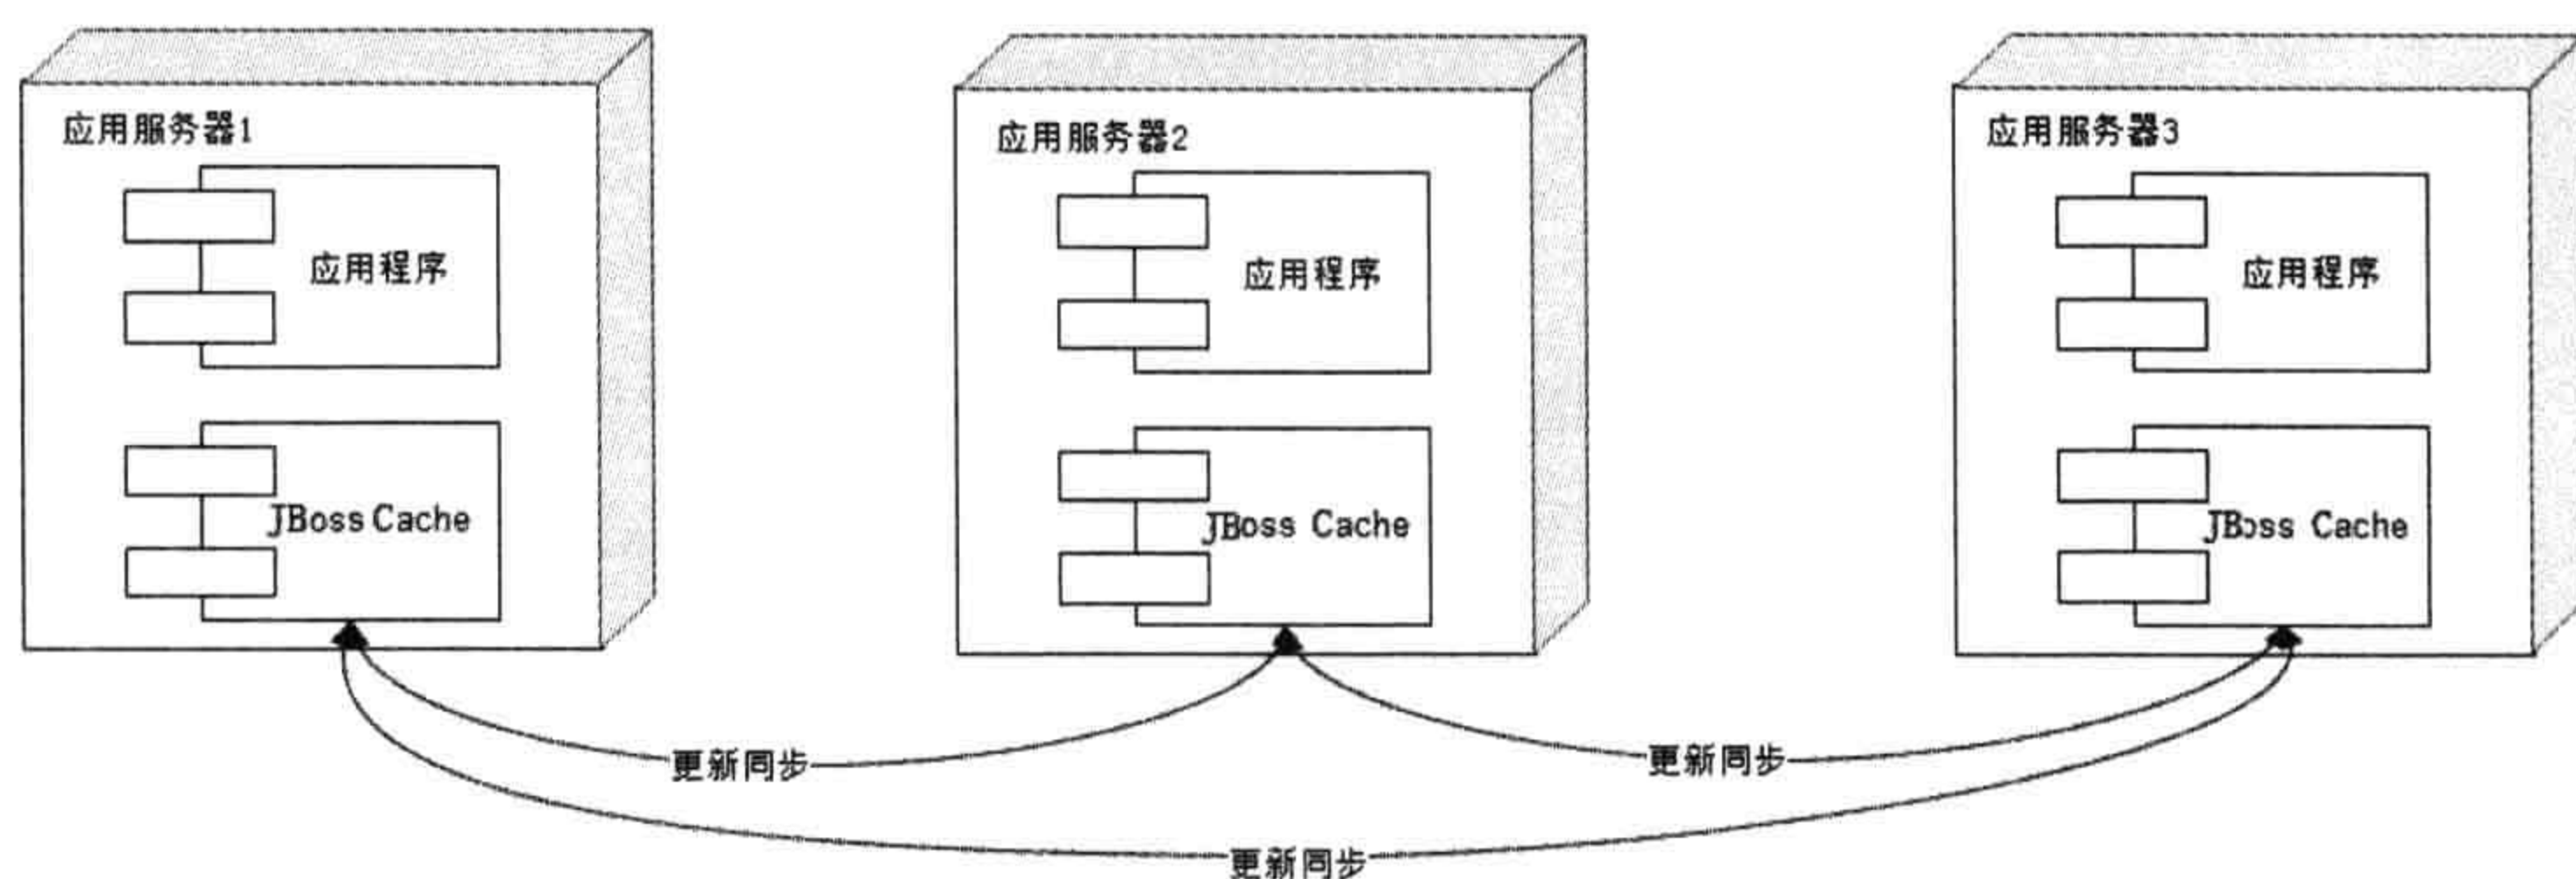 应用服务器1
应用程序
JBoss Cache
应用服务器2
应用程序
JBoss Cache
应用服务器3
应用程序
JBoss Cache
更新同步
更新同步
更新同步